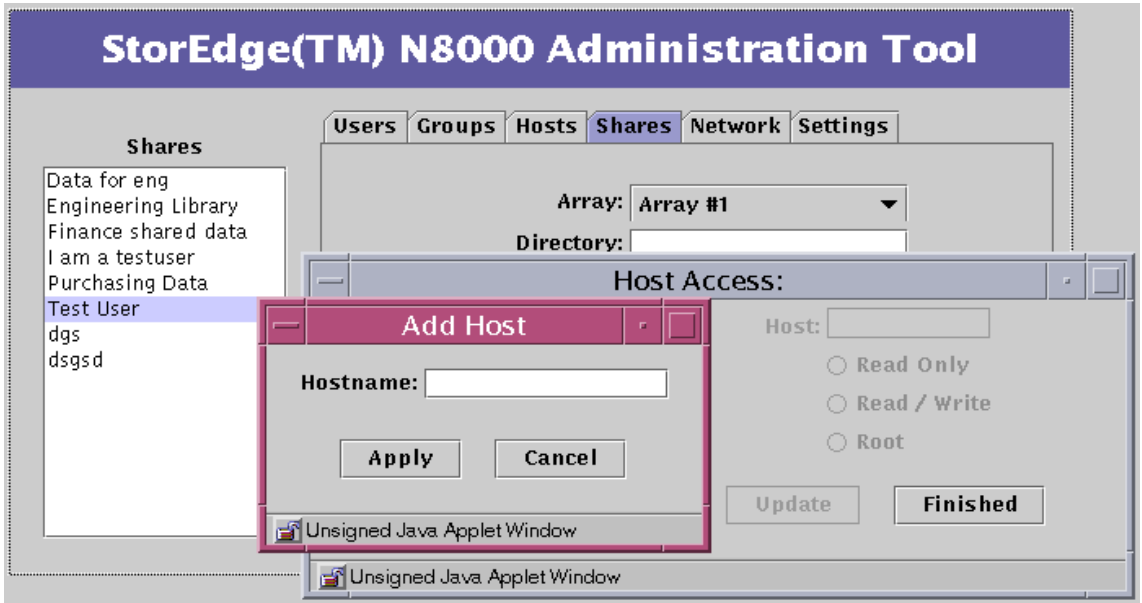 StorEdge(TM) N8000 Administration Tool
Users Groups Hosts Shares Network Settings
Shares
Data for eng
Engineering Library
Finance shared data
I am a testuser
Purchasing Data
Test User
dgs
dsgsd
Array: Array #1
Directory:
Host Access:
Add Host
Hostname:
Apply Cancel
Unsigned Java Applet Window
Host:
Read Only
Read / Write
Root
Update Finished
Unsigned Java Applet Window